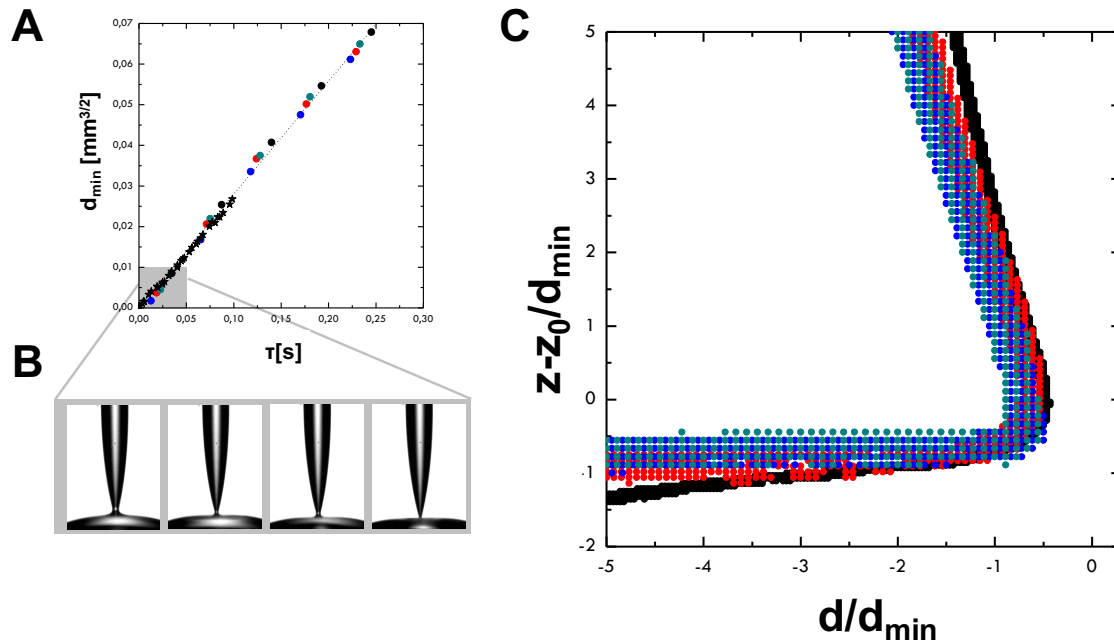 A
C
0,07
0,06
0,05
0,04
0,03
0,02
0,01
0,00
d_min [mm^3/2]
0,00 0,05 0,10 0,15 0,20 0,25 0,30
τ[s]
B
5
4
3
2
1
0
-1
-2
z-z_0/d_min
-5 -4 -3 -2 -1 0
d/d_min